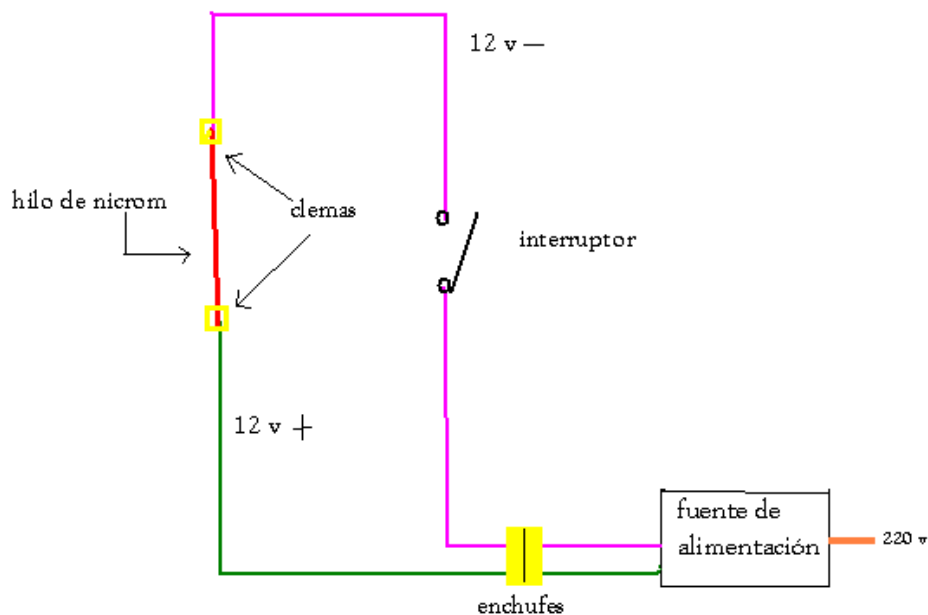 12 v —
hilo de nicrom
clemas
interruptor
12 v +
fuente de
alimentación
220 v
enchufes